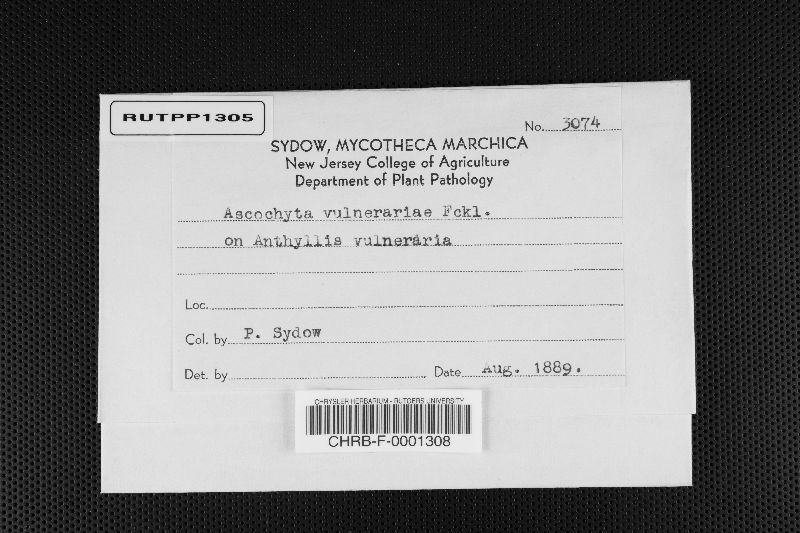 RUTPP1305
No. 3074
SYDOW, MYCOTHECA MARCHICA
New Jersey College of Agriculture
Department of Plant Pathology
Ascochyta vulnerariae Fckl.
on Anthyllis vulneraria
Loc.
Col. by P. Sydow
Det. by Date Aug. 1889.
CHRYSLER HERBARIUM - RUTGERS UNIVERSITY
CHRB-F-0001308